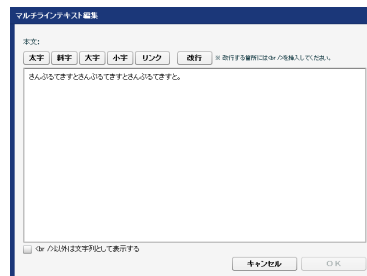 マルチラインテキスト編集
本文:
太字 斜字 大字 小字 リンク 改行 ※ 改行する箇所には<br />を挿入してください。
さんぷるてきすとさんぷるてきすとさんぷるてきすと。
<br />以外は文字列として表示する
キャンセル OK